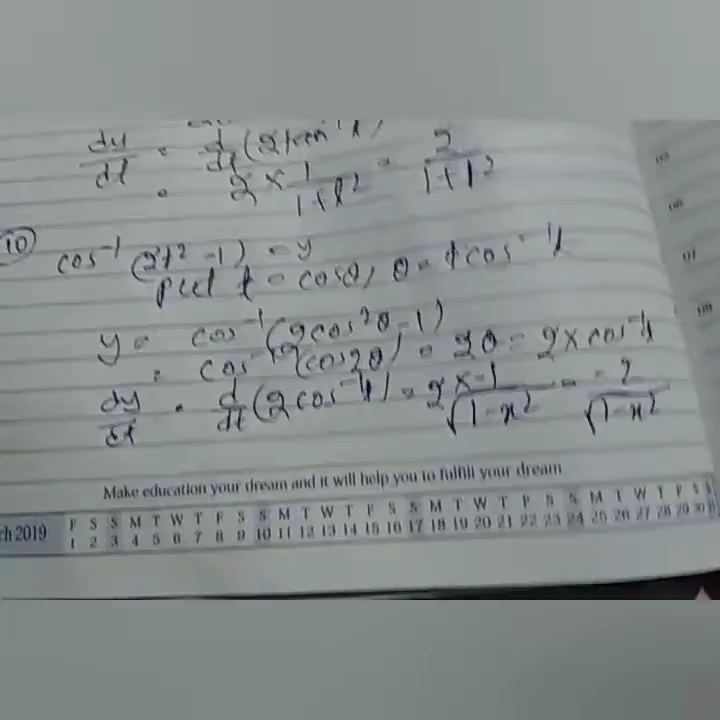 dy/dt = d/dt (2tan⁻¹t)
= 2 × 1/1+t² = 2/1+t²
10 cos⁻¹ (2t² - 1) = y
put t = cosθ, θ = cos⁻¹t
y = cos⁻¹ (2cos²θ - 1)
= cos⁻¹ (cos2θ) = 2θ = 2 × cos⁻¹t
dy/dt = d/dt (2cos⁻¹t) = 2 × -1/√1-x² = -2/√1-x²
Make education your dream and it will help you to fulfill your dream
ch 2019 F S S M T W T F S S M T W T F S S M T W T F S S M T W T F S S
1 2 3 4 5 6 7 8 9 10 11 12 13 14 15 16 17 18 19 20 21 22 23 24 25 26 27 28 29 30 31